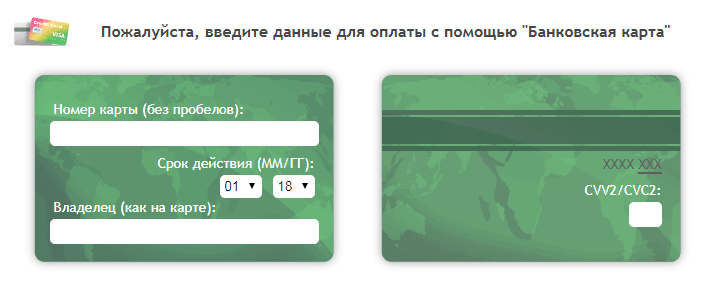 Пожалуйста, введите данные для оплаты с помощью "Банковская карта"
Номер карты (без пробелов):
Срок действия (ММ/ГГ):
01 18
Владелец (как на карте):
XXXX XXX
CVV2/CVC2:
VISA